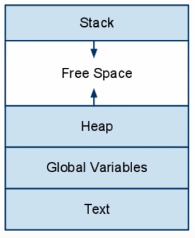 Stack
Free Space
Heap
Global Variables
Text